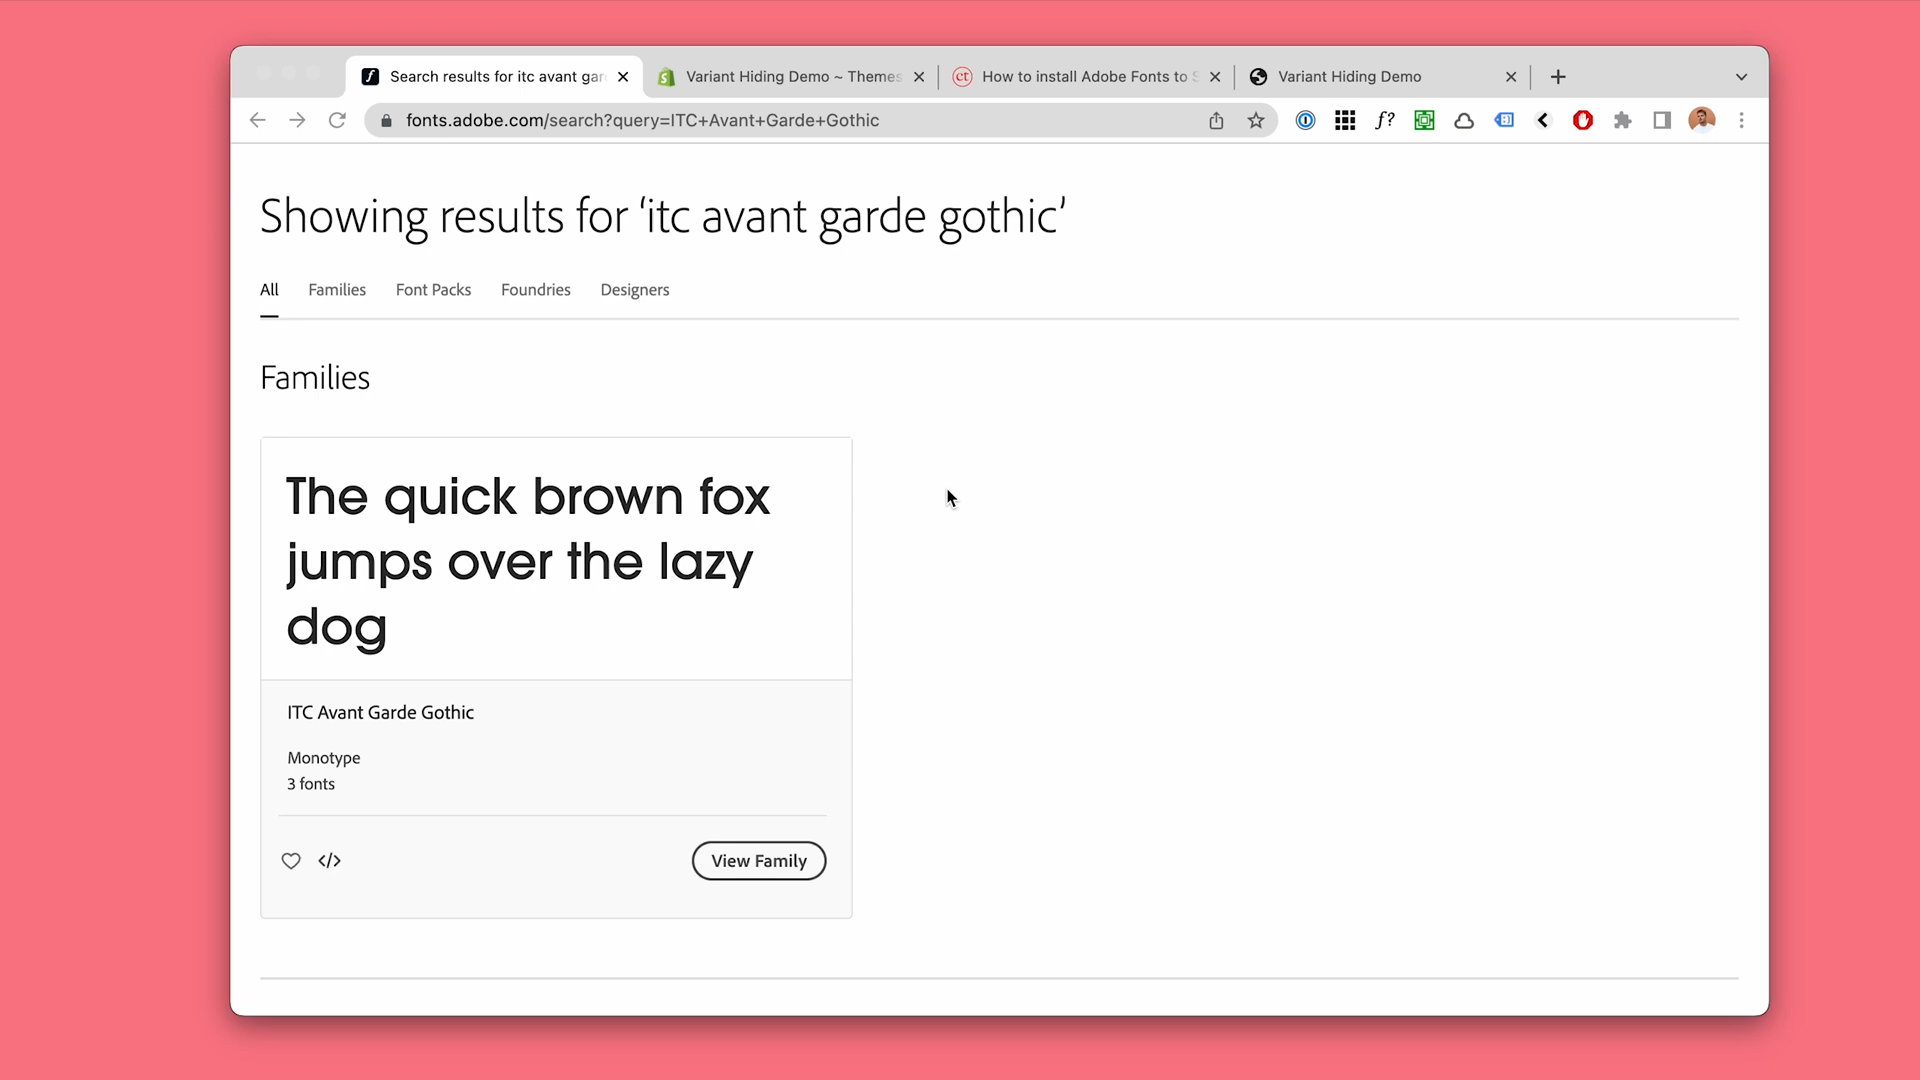 Search results for itc avant gar
Variant Hiding Demo ~ Themes
How to install Adobe Fonts to S
Variant Hiding Demo
fonts.adobe.com/search?query=ITC+Avant+Garde+Gothic
f?
Showing results for ‘itc avant garde gothic’
All Families Font Packs Foundries Designers
Families
The quick brown fox
jumps over the lazy
dog
ITC Avant Garde Gothic
Monotype
3 fonts
</> View Family